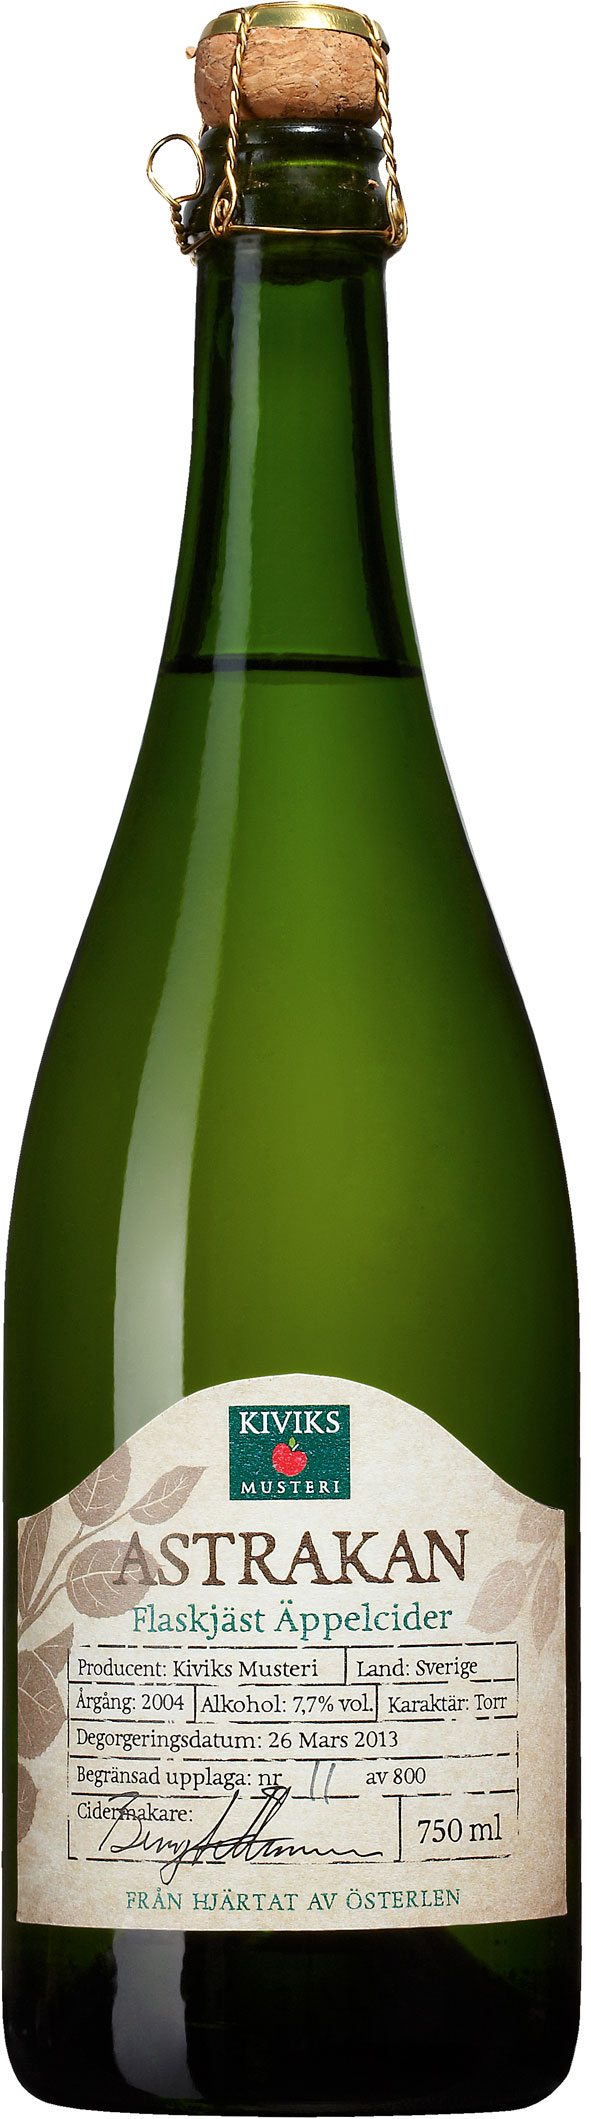 KIVIKS
MUSTERI
ASTRAKAN
Flaskjäst Äppelcider
Producent: Kiviks Musteri Land: Sverige
Årgång: 2004 Alkohol: 7,7% vol. Karaktär: Torr
Degorgeringsdatum: 26 Mars 2013
Begränsad upplaga: nr 11 av 800
Cidermakare:
750 ml
FRÅN HJÄRTAT AV ÖSTERLEN